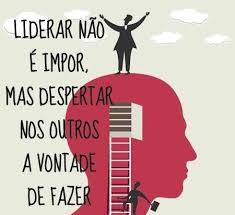 LIDERAR NÃO
É IMPOR,
MAS DESPERTAR
NOS OUTROS
A VONTADE
DE FAZER